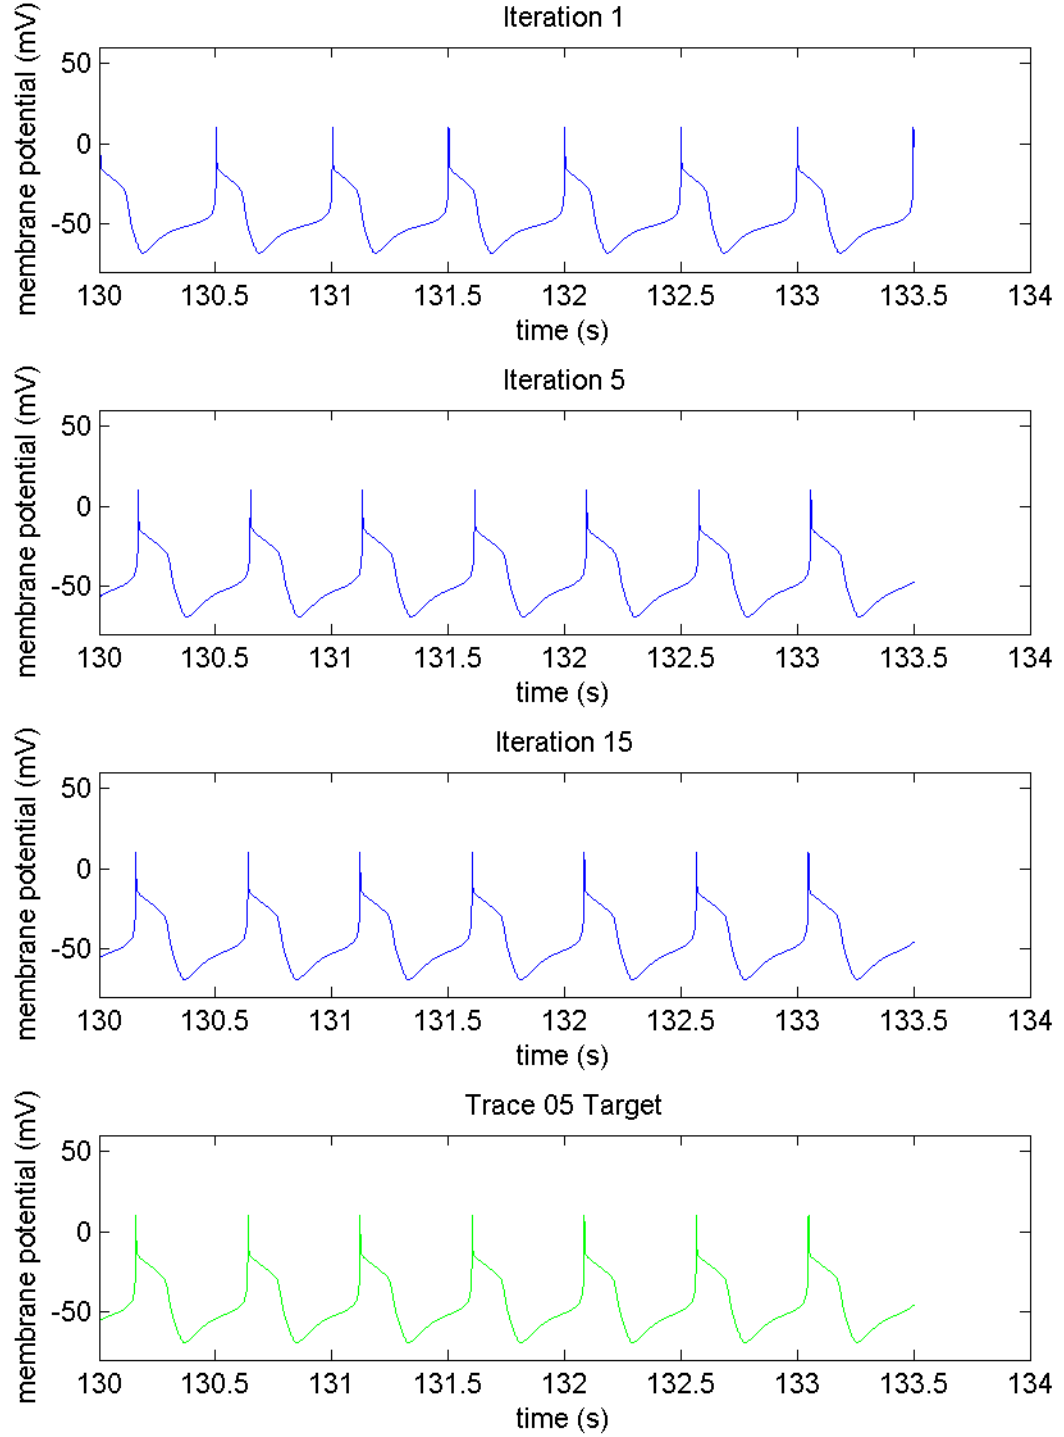 Iteration 1
membrane potential (mV)
50
0
-50
130 130.5 131 131.5 132 132.5 133 133.5 134
time (s)
Iteration 5
membrane potential (mV)
50
0
-50
130 130.5 131 131.5 132 132.5 133 133.5 134
time (s)
Iteration 15
membrane potential (mV)
50
0
-50
130 130.5 131 131.5 132 132.5 133 133.5 134
time (s)
Trace 05 Target
membrane potential (mV)
50
0
-50
130 130.5 131 131.5 132 132.5 133 133.5 134
time (s)